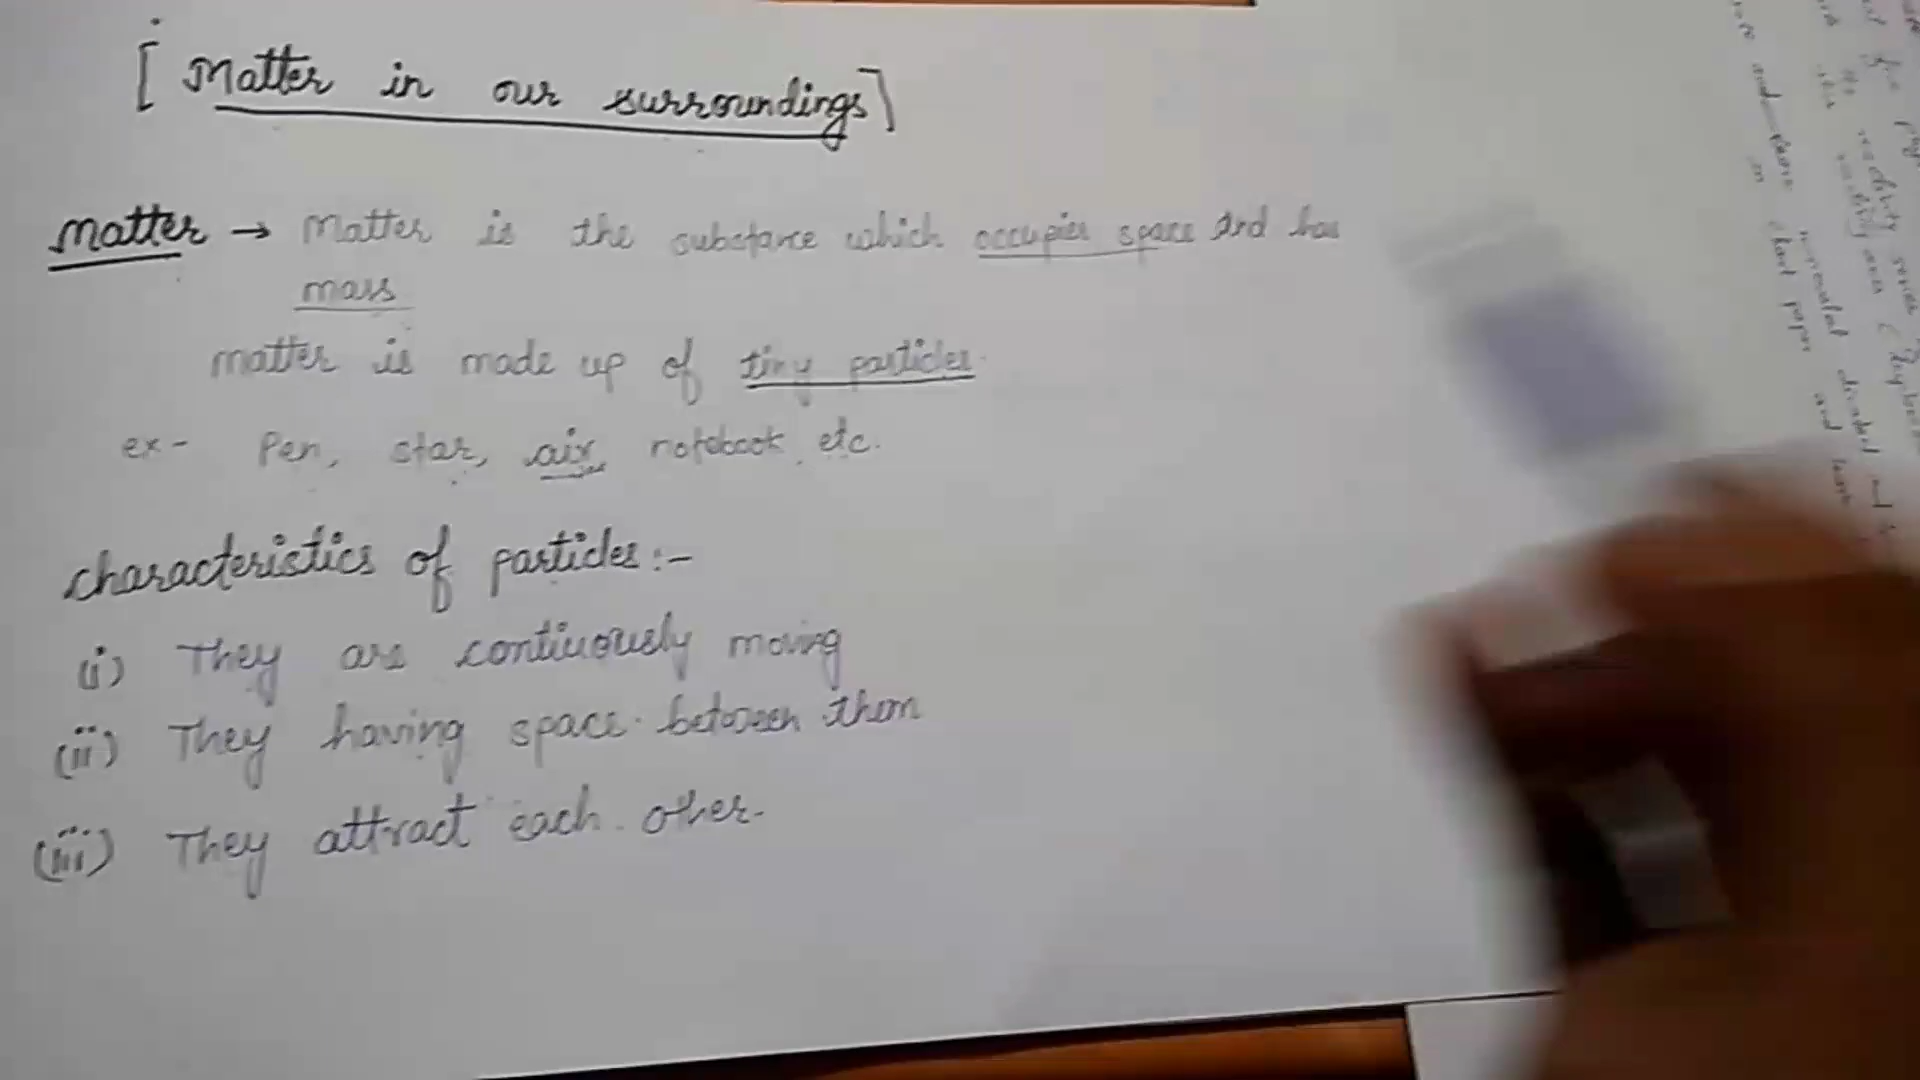 [ Matter in our surroundings ]
Matter → Matter is the substance which occupies space and has
mass
matter is made up of tiny particles.
ex- Pen, star, air, notebook, etc.
characteristics of particles:-
(i) They are contiuously moving
(ii) They having space between them
(iii) They attract each other.